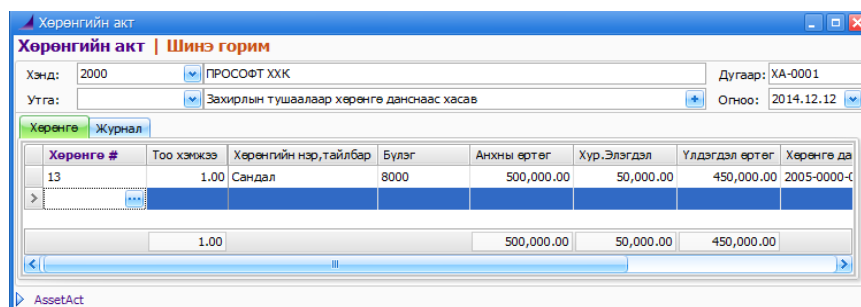 Хөрөнгийн акт
Хөрөнгийн акт | Шинэ горим
Хэнд: 2000 ПРОСОФТ ХХК Дугаар: ХА-0001
Утга: Захирлын тушаалаар хөрөнгө данснаас хасав Огноо: 2014.12.12
Хөрөнгө Журнал
Хөрөнгө # Тоо хэмжээ Хөрөнгийн нэр,тайлбар Бүлэг Анхны өртөг Хур.Элэгдэл Үлдэгдэл өртөг Хөрөнгө да
13 1.00 Сандал 8000 500,000.00 50,000.00 450,000.00 2005-0000-0
1.00 500,000.00 50,000.00 450,000.00
AssetAct